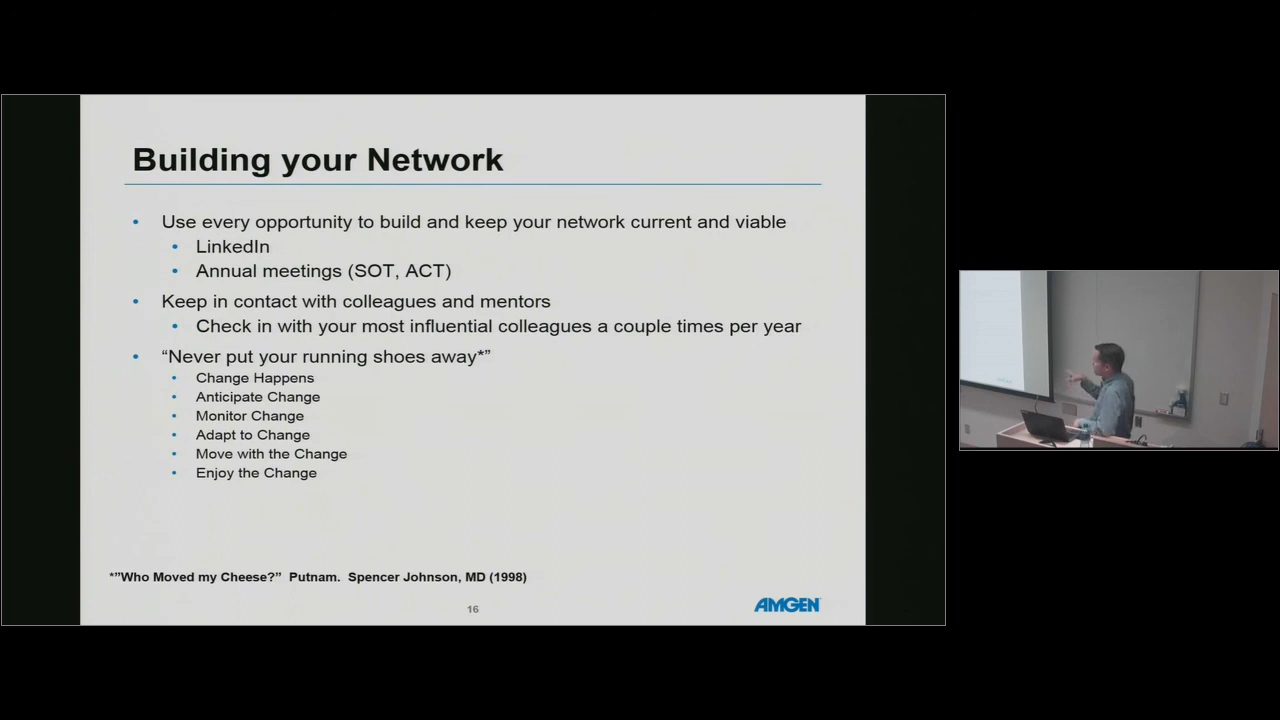 Building your Network
• Use every opportunity to build and keep your network current and viable
• LinkedIn
• Annual meetings (SOT, ACT)
• Keep in contact with colleagues and mentors
• Check in with your most influential colleagues a couple times per year
• “Never put your running shoes away*”
• Change Happens
• Anticipate Change
• Monitor Change
• Adapt to Change
• Move with the Change
• Enjoy the Change
*”Who Moved my Cheese?” Putnam. Spencer Johnson, MD (1998)
16
AMGEN